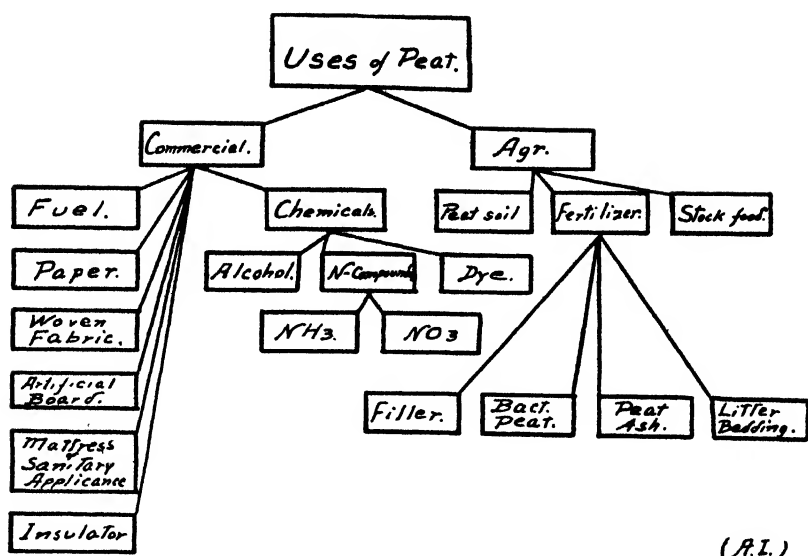 Uses of Peat.
Commercial.
Agr.
Fuel.
Chemicals.
Peat soil
Fertilizer.
Stock food.
Paper.
Alcohol.
N-Compound
Dye.
Woven
Fabric.
NH3.
NO3
Artificial
Board.
Filler.
Bact.
Peat.
Peat
Ash.
Litter
Bedding.
Mattress
Sanitary
Applicance
Insulator
(A.I.)